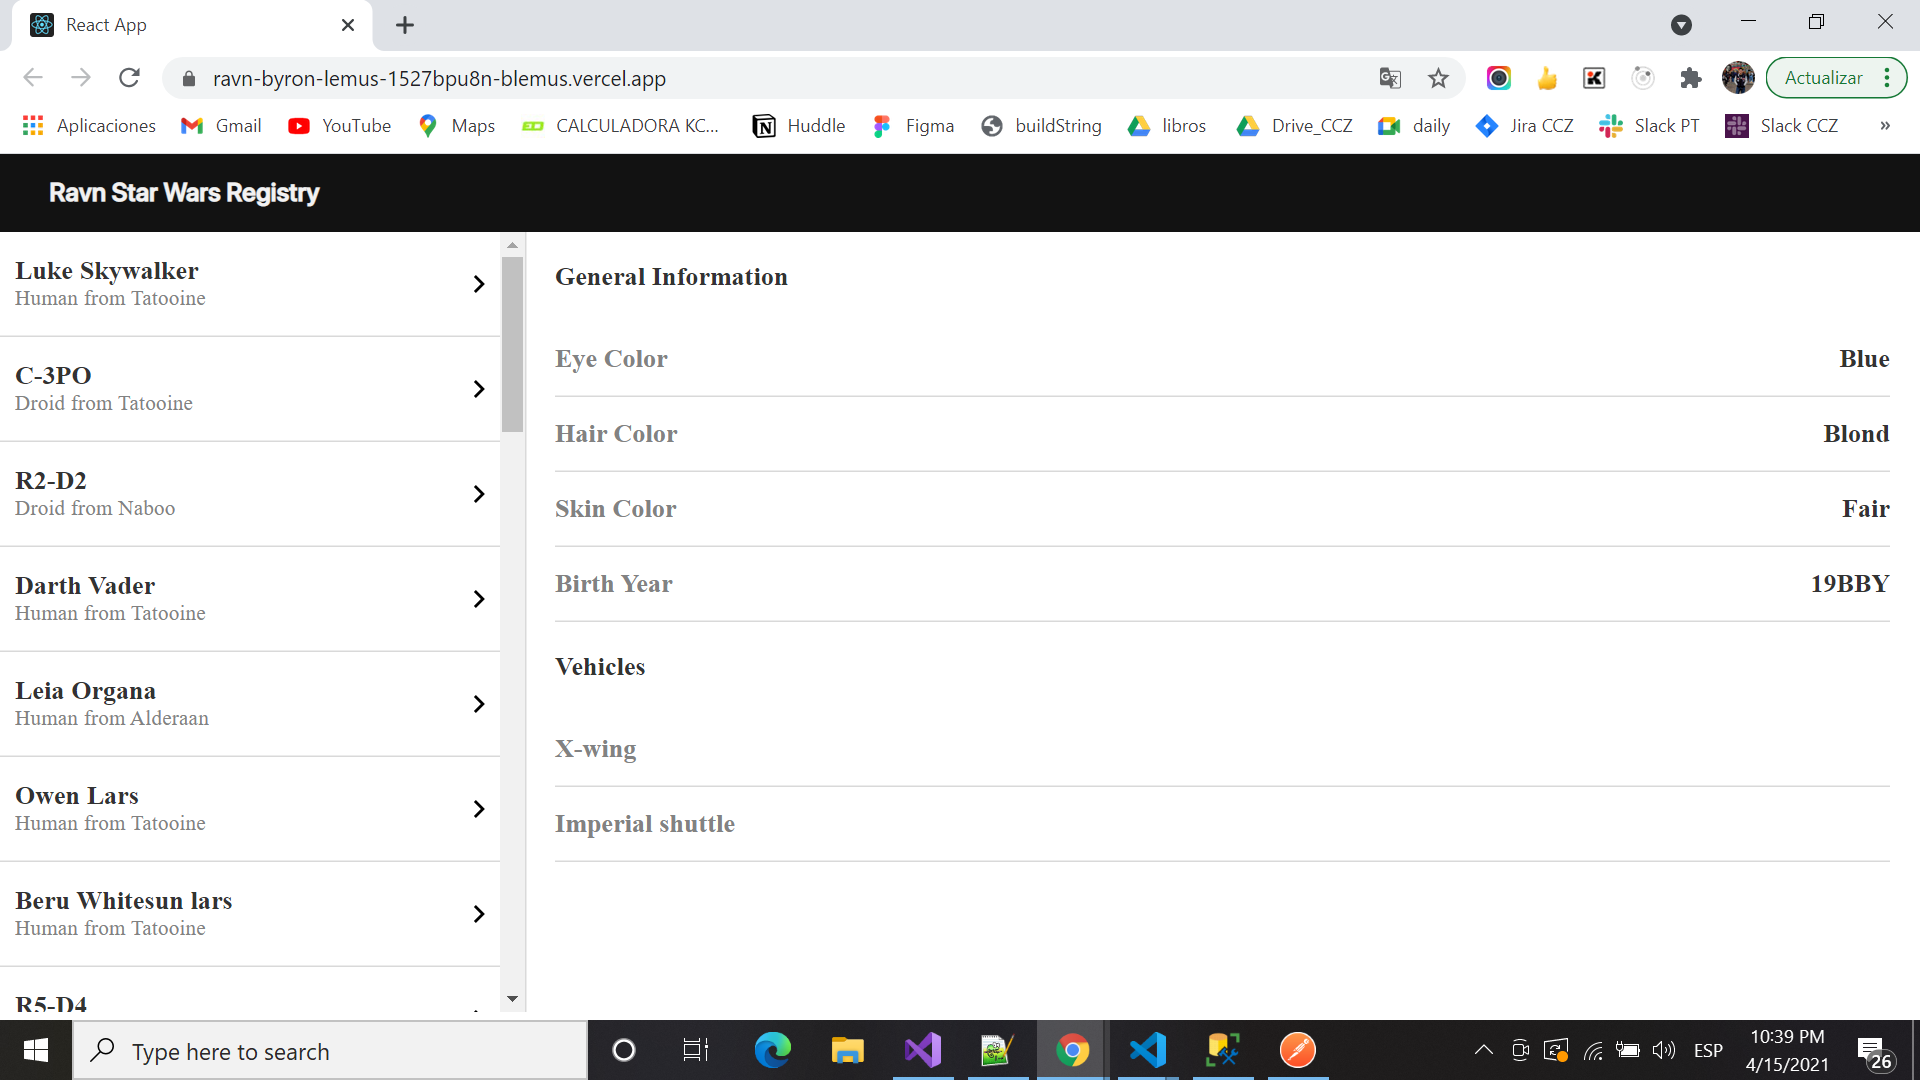 React App
ravn-byron-lemus-1527bpu8n-blemus.vercel.app
Actualizar
Aplicaciones
Gmail
YouTube
Maps
CALCULADORA KC...
Huddle
Figma
buildString
libros
Drive_CCZ
daily
Jira CCZ
Slack PT
Slack CCZ
»
Ravn Star Wars Registry
Luke Skywalker
Human from Tatooine
C-3PO
Droid from Tatooine
R2-D2
Droid from Naboo
Darth Vader
Human from Tatooine
Leia Organa
Human from Alderaan
Owen Lars
Human from Tatooine
Beru Whitesun lars
Human from Tatooine
R5-D4
General Information
Eye Color
Blue
Hair Color
Blond
Skin Color
Fair
Birth Year
19BBY
Vehicles
X-wing
Imperial shuttle
Type here to search
ESP
10:39 PM
4/15/2021
26